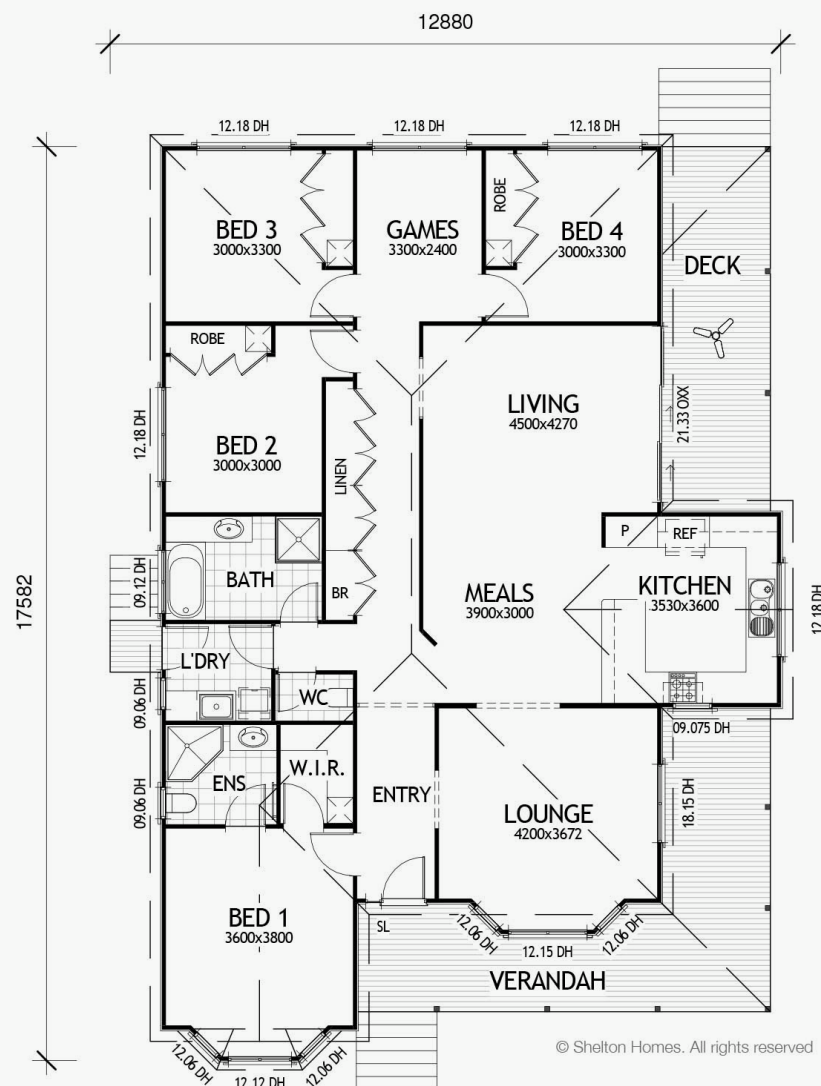 12880
17582
12.18 DH
12.18 DH
12.18 DH
BED 3
3000x3300
GAMES
3300x2400
ROBE
BED 4
3000x3300
DECK
ROBE
12.18 DH
BED 2
3000x3000
LINEN
LIVING
4500x4270
21.33 OXX
09.12 DH
BATH
BR
MEALS
3900x3000
P
REF
KITCHEN
3530x3600
12.18 DH
L'DRY
WC
09.06 DH
09.075 DH
ENS
W.I.R.
09.06 DH
ENTRY
LOUNGE
4200x3672
18.15 DH
BED 1
3600x3800
SL
12.06 DH
12.15 DH
12.06 DH
VERANDAH
12.06 DH
12.12 DH
12.06 DH
© Shelton Homes. All rights reserved